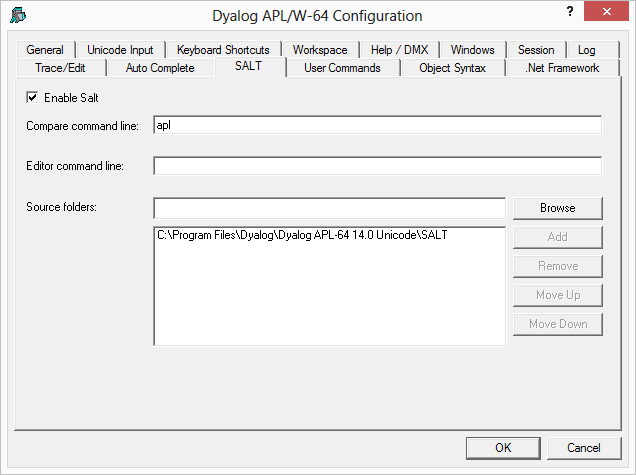 Dyalog APL/W-64 Configuration
?
General Unicode Input Keyboard Shortcuts Workspace Help / DMX Windows Session Log
Trace/Edit Auto Complete SALT User Commands Object Syntax .Net Framework
Enable Salt
Compare command line: apl
Editor command line:
Source folders: Browse
C:\Program Files\Dyalog\Dyalog APL-64 14.0 Unicode\SALT
Add
Remove
Move Up
Move Down
OK Cancel